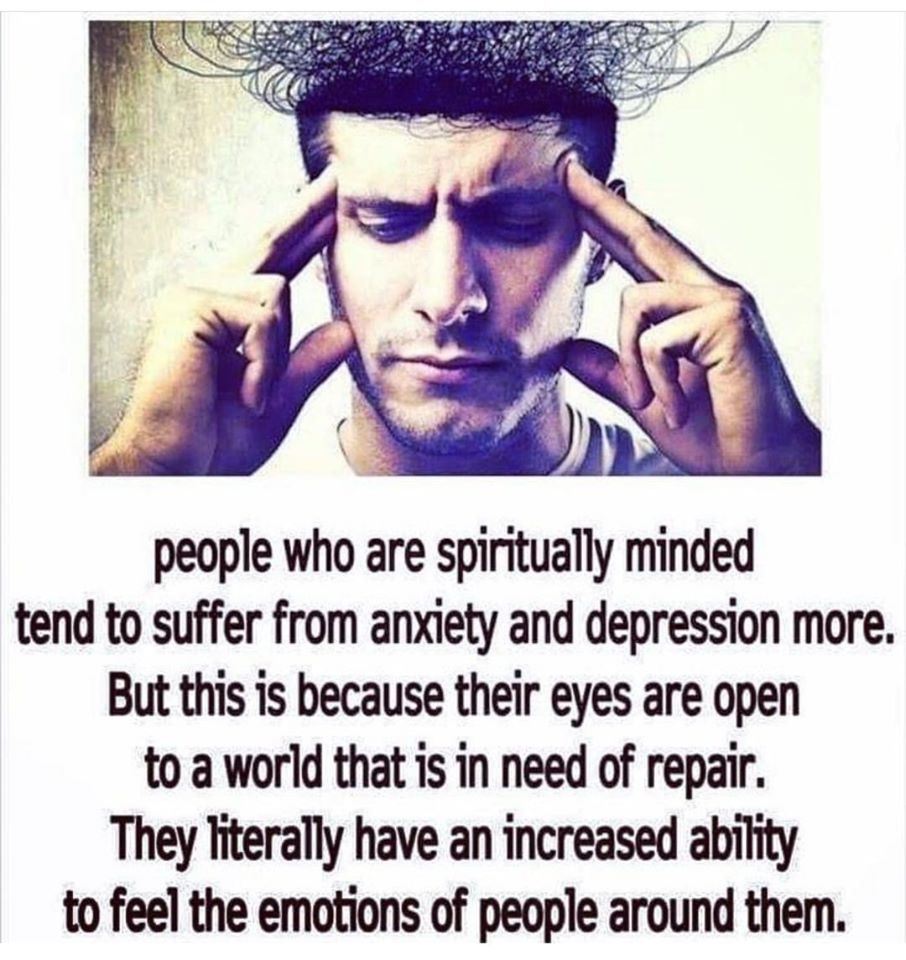 people who are spiritually minded
tend to suffer from anxiety and depression more.
But this is because their eyes are open
to a world that is in need of repair.
They literally have an increased ability
to feel the emotions of people around them.